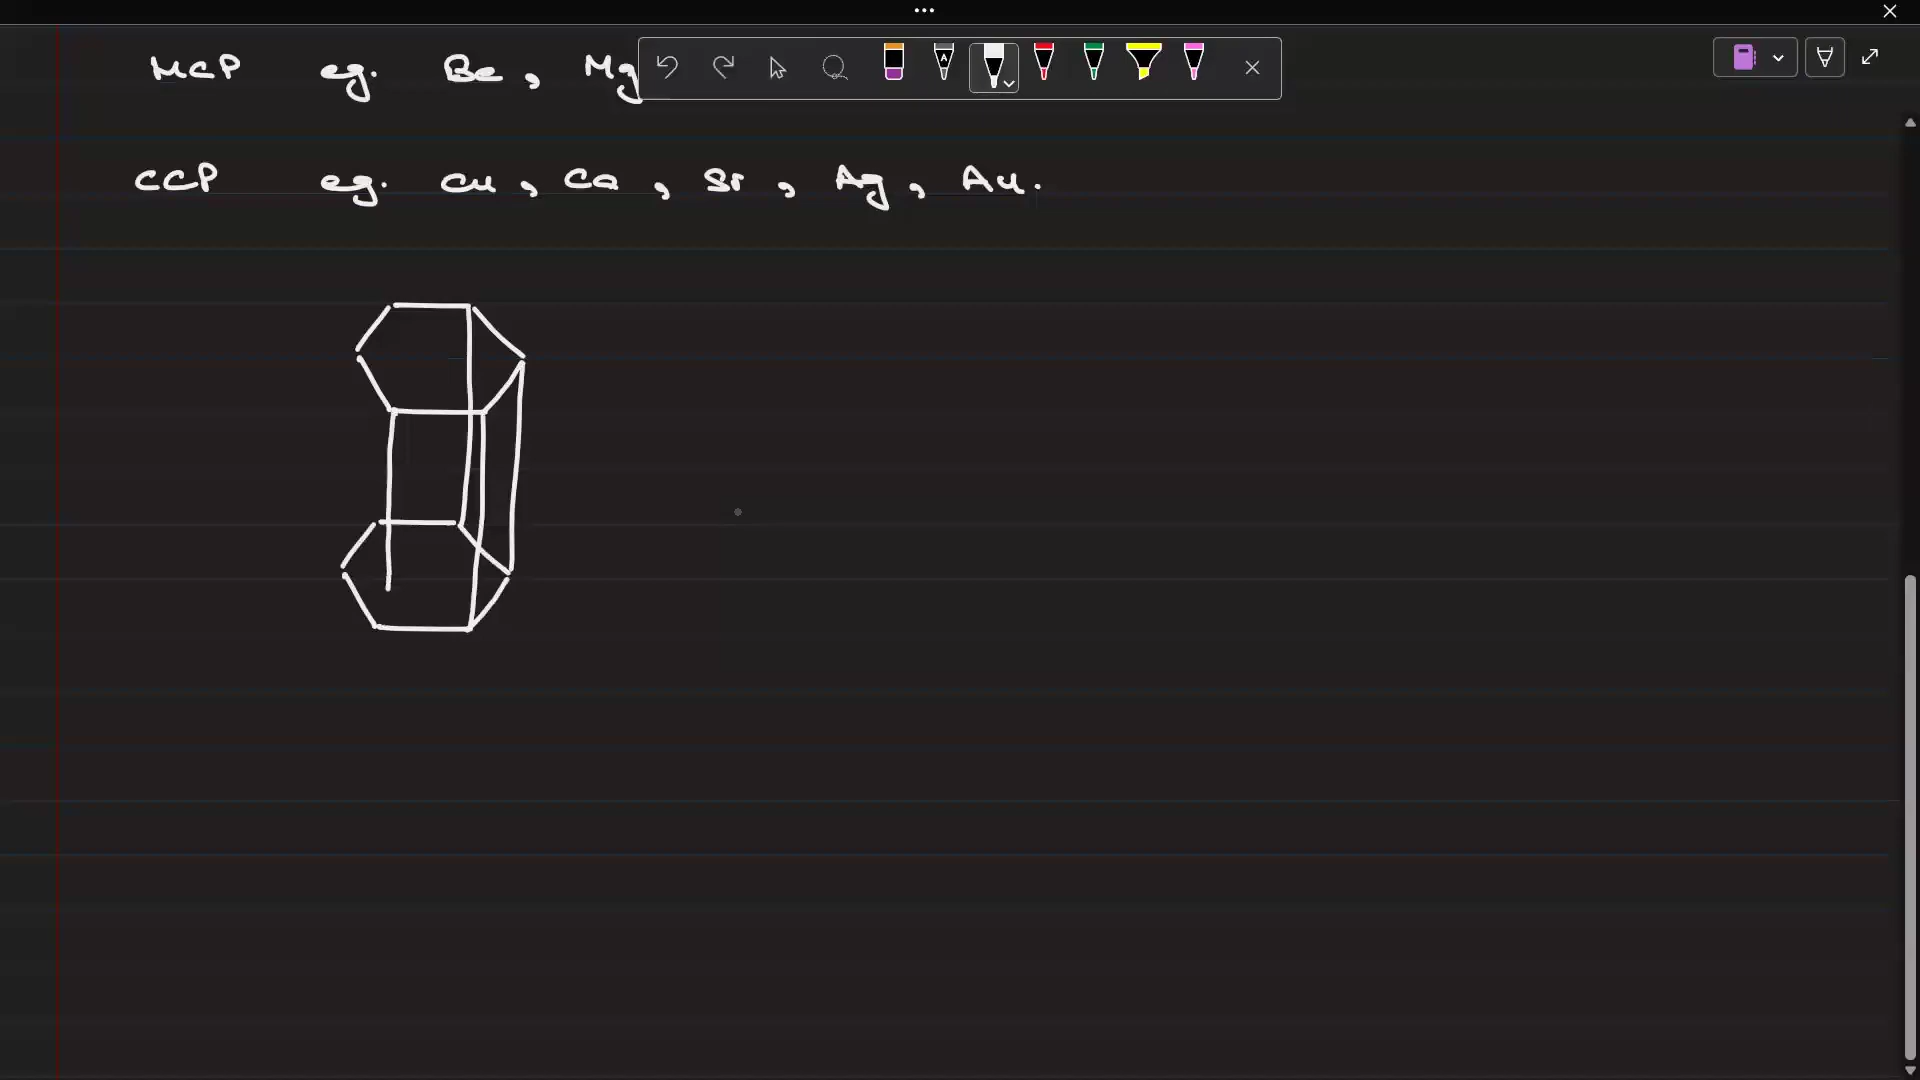 HCP eg. Be, Mg
CCP eg. Cu, Ca, Sr, Ag, Au.